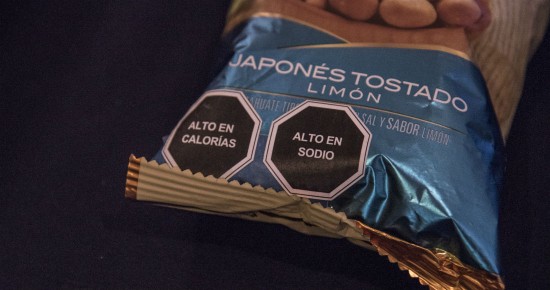 JAPONÉS TOSTADO
LIMÓN
SAL Y SABOR LIMÓN
ALTO EN
CALORÍAS
ALTO EN
SODIO